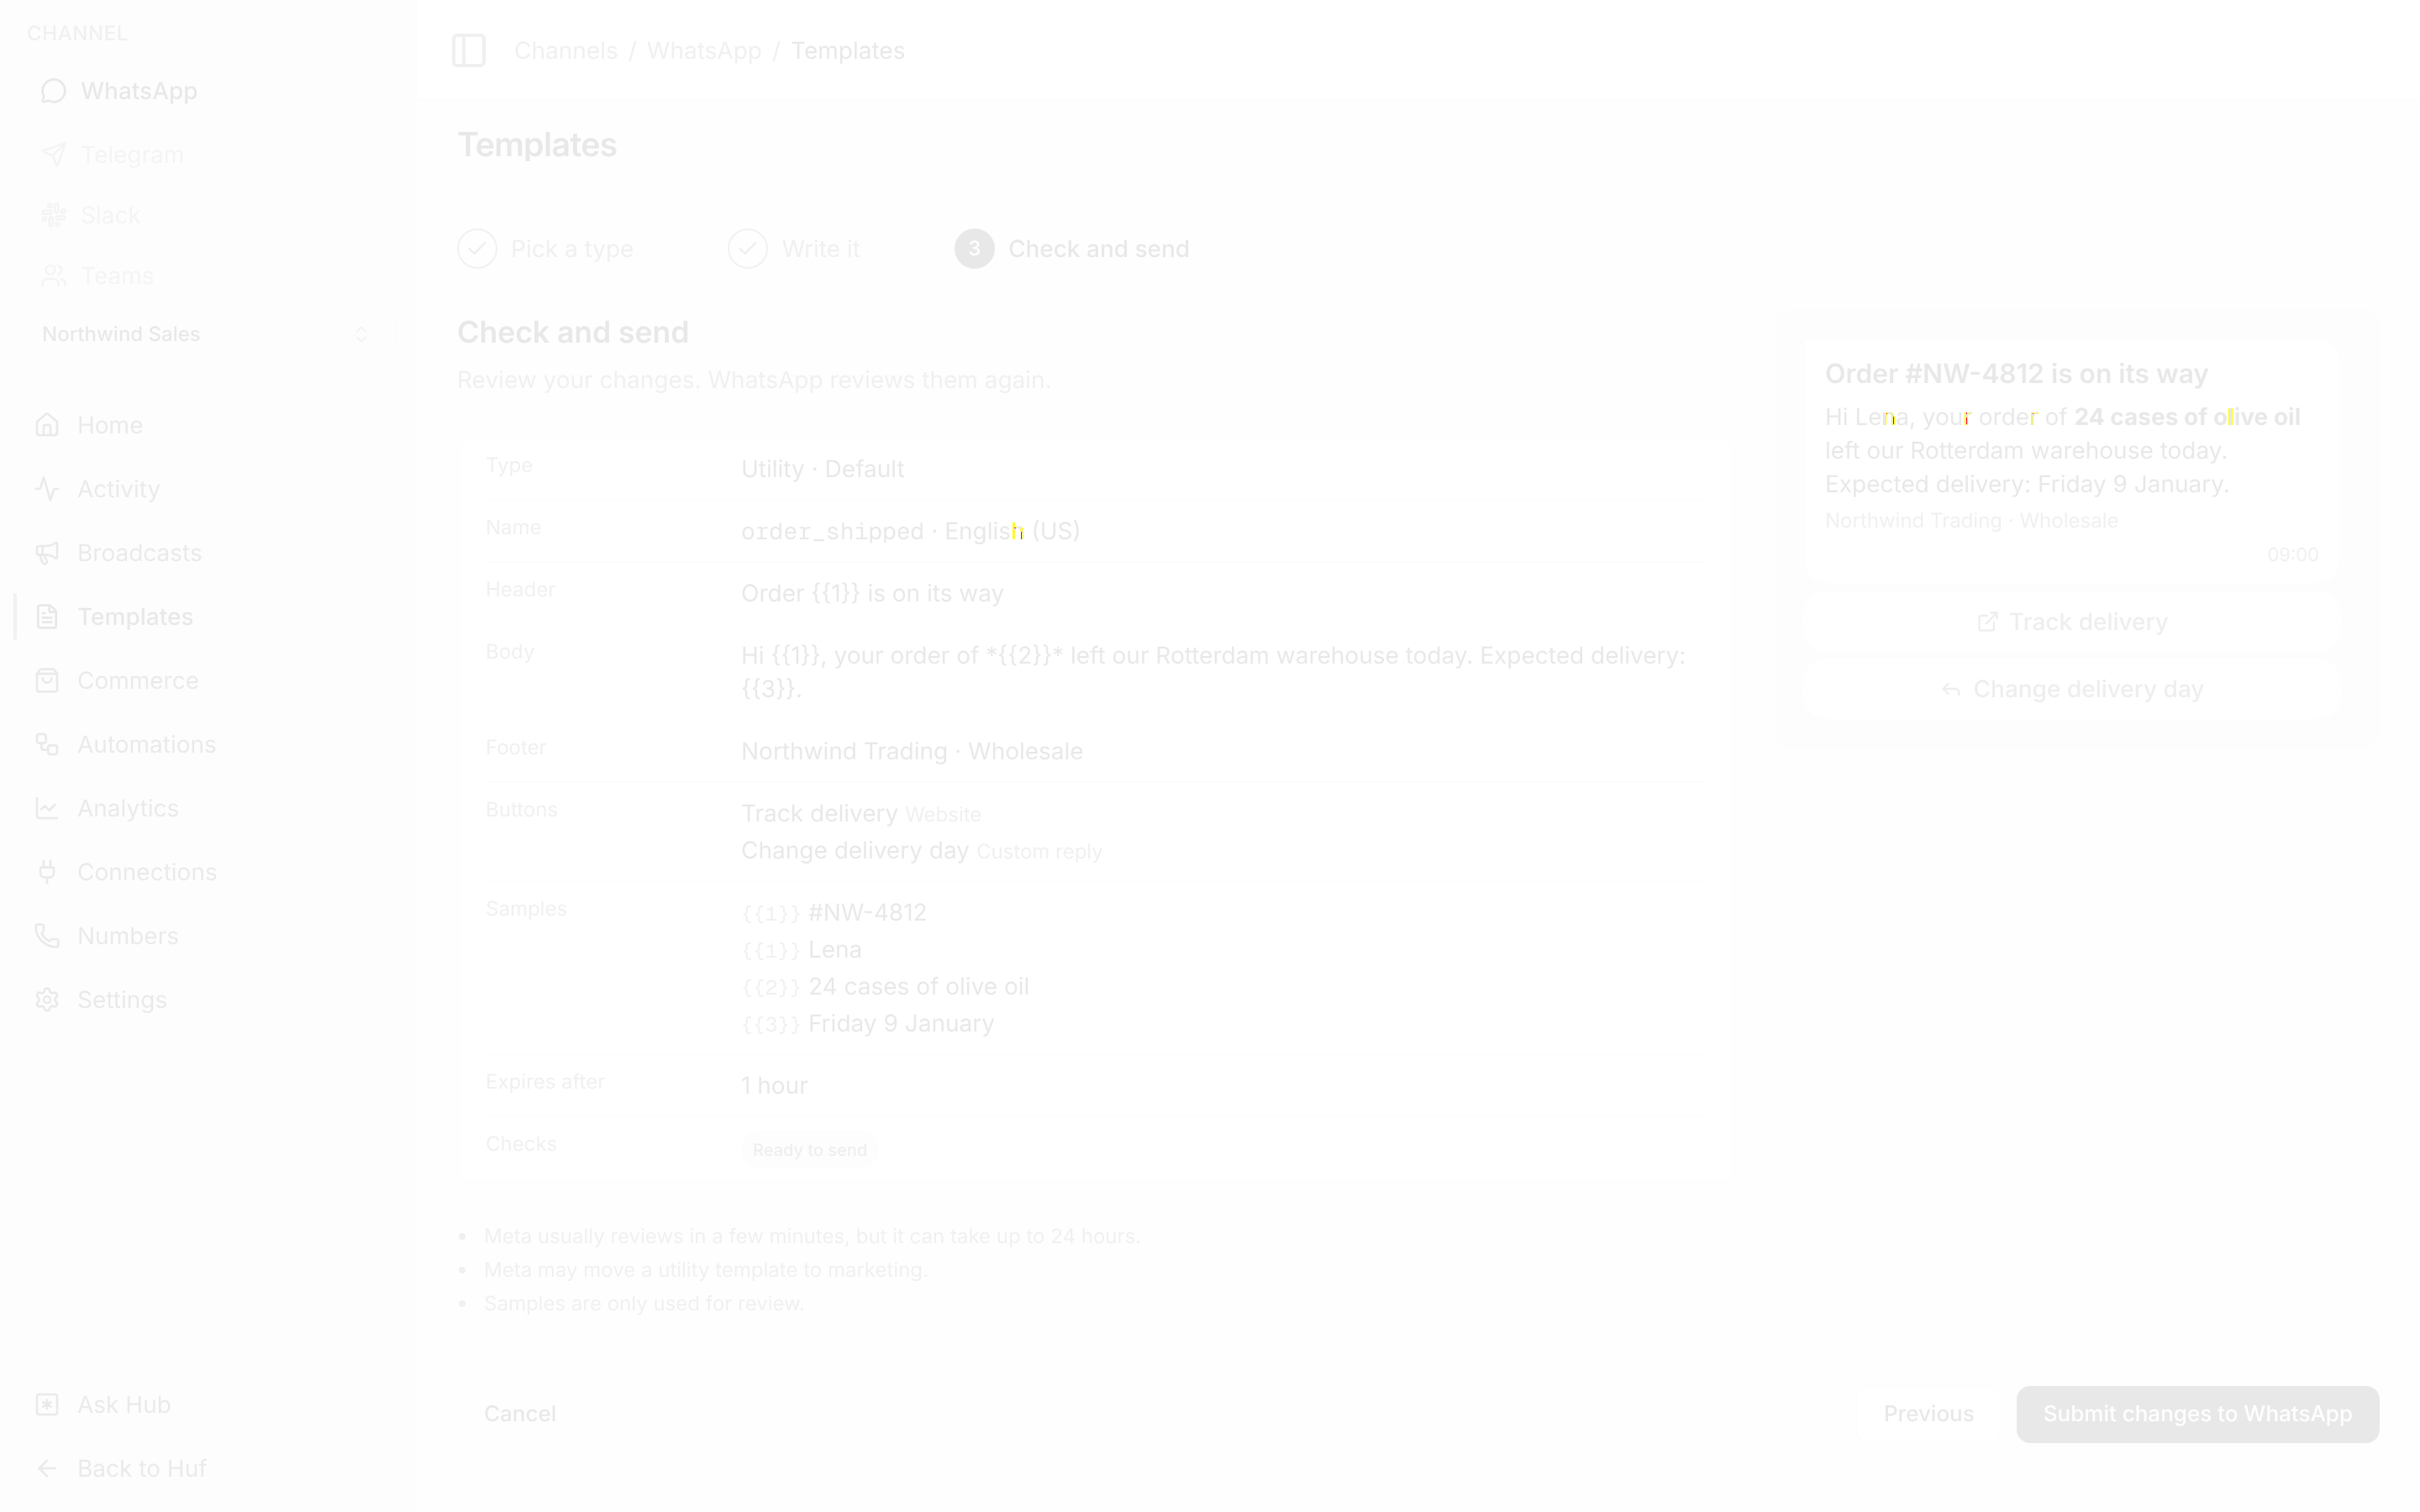 CHANNEL
WhatsApp
Telegram
Slack
Teams
Northwind Sales
Home
Activity
Broadcasts
Templates
Commerce
Automations
Analytics
Connections
Numbers
Settings
Ask Hub
Back to Huf
Channels / WhatsApp / Templates
Templates
Pick a type
Write it
3 Check and send
Check and send
Review your changes. WhatsApp reviews them again.
Type Utility · Default
Name order_shipped · English (US)
Header Order {{1}} is on its way
Body Hi {{1}}, your order of *{{2}}* left our Rotterdam warehouse today. Expected delivery:
{{3}}.
Footer Northwind Trading · Wholesale
Buttons Track delivery Website
Change delivery day Custom reply
Samples {{1}} #NW-4812
{{1}} Lena
{{2}} 24 cases of olive oil
{{3}} Friday 9 January
Expires after 1 hour
Checks Ready to send
• Meta usually reviews in a few minutes, but it can take up to 24 hours.
• Meta may move a utility template to marketing.
• Samples are only used for review.
Order #NW-4812 is on its way
Hi Lena, your order of 24 cases of olive oil
left our Rotterdam warehouse today.
Expected delivery: Friday 9 January.
Northwind Trading · Wholesale
09:00
Track delivery
Change delivery day
Cancel
Previous
Submit changes to WhatsApp